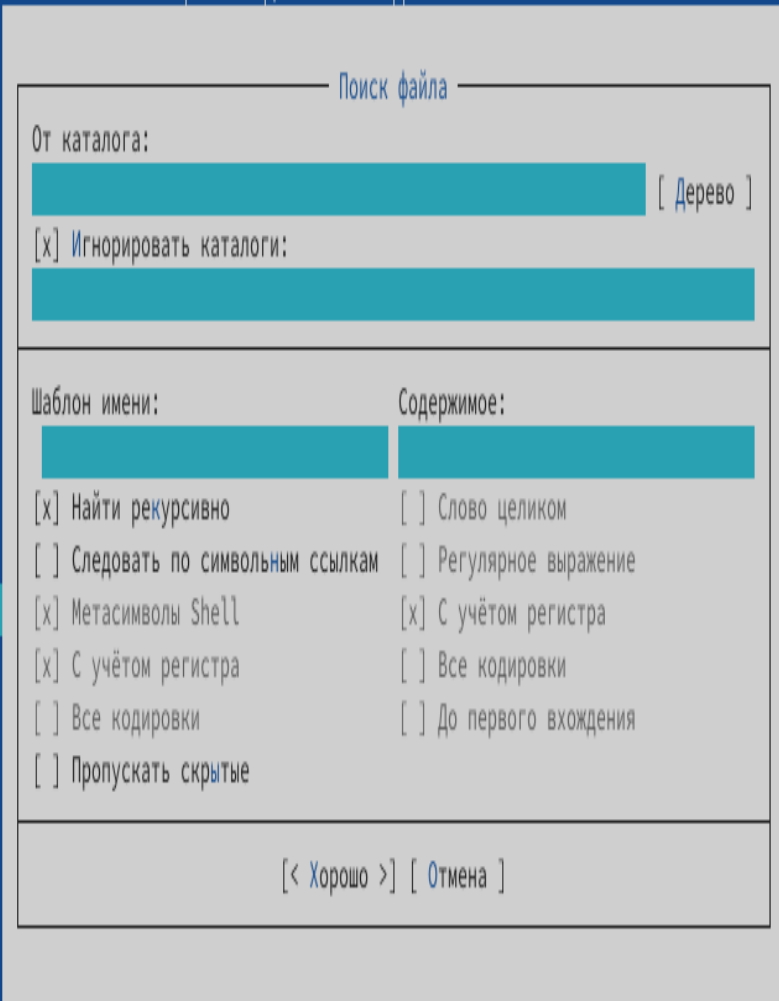 Поиск файла
От каталога:
[ Дерево ]
[x] Игнорировать каталоги:
Шаблон имени: Содержимое:
[x] Найти рекурсивно [ ] Слово целиком
[ ] Следовать по символьным ссылкам [ ] Регулярное выражение
[x] Метасимволы Shell [x] С учётом регистра
[x] С учётом регистра [ ] Все кодировки
[ ] Все кодировки [ ] До первого вхождения
[ ] Пропускать скрытые
[< Хорошо >] [ Отмена ]